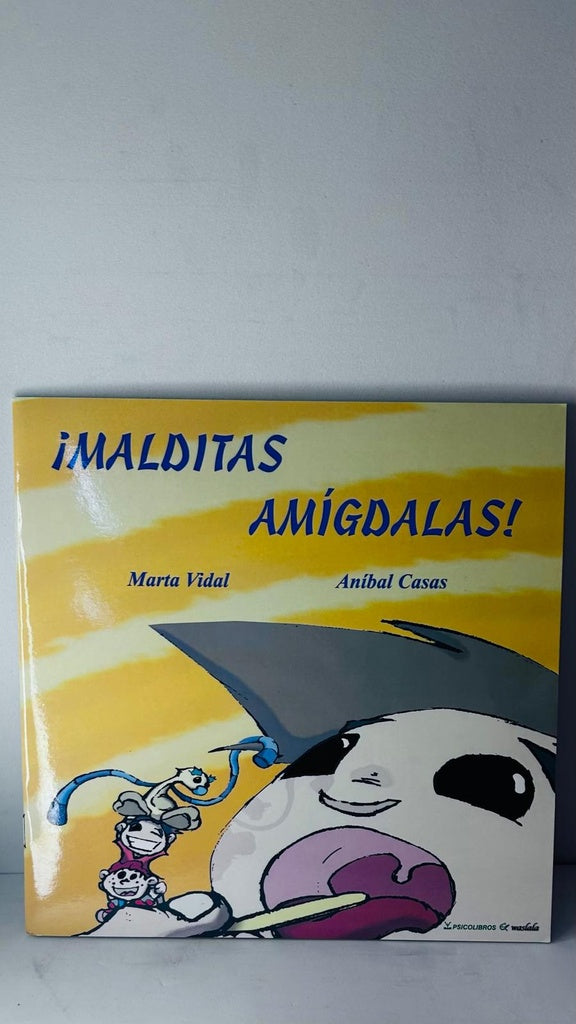 ¡MALDITAS
AMÍGDALAS!
Marta Vidal Aníbal Casas
PSICOLIBROS waslala